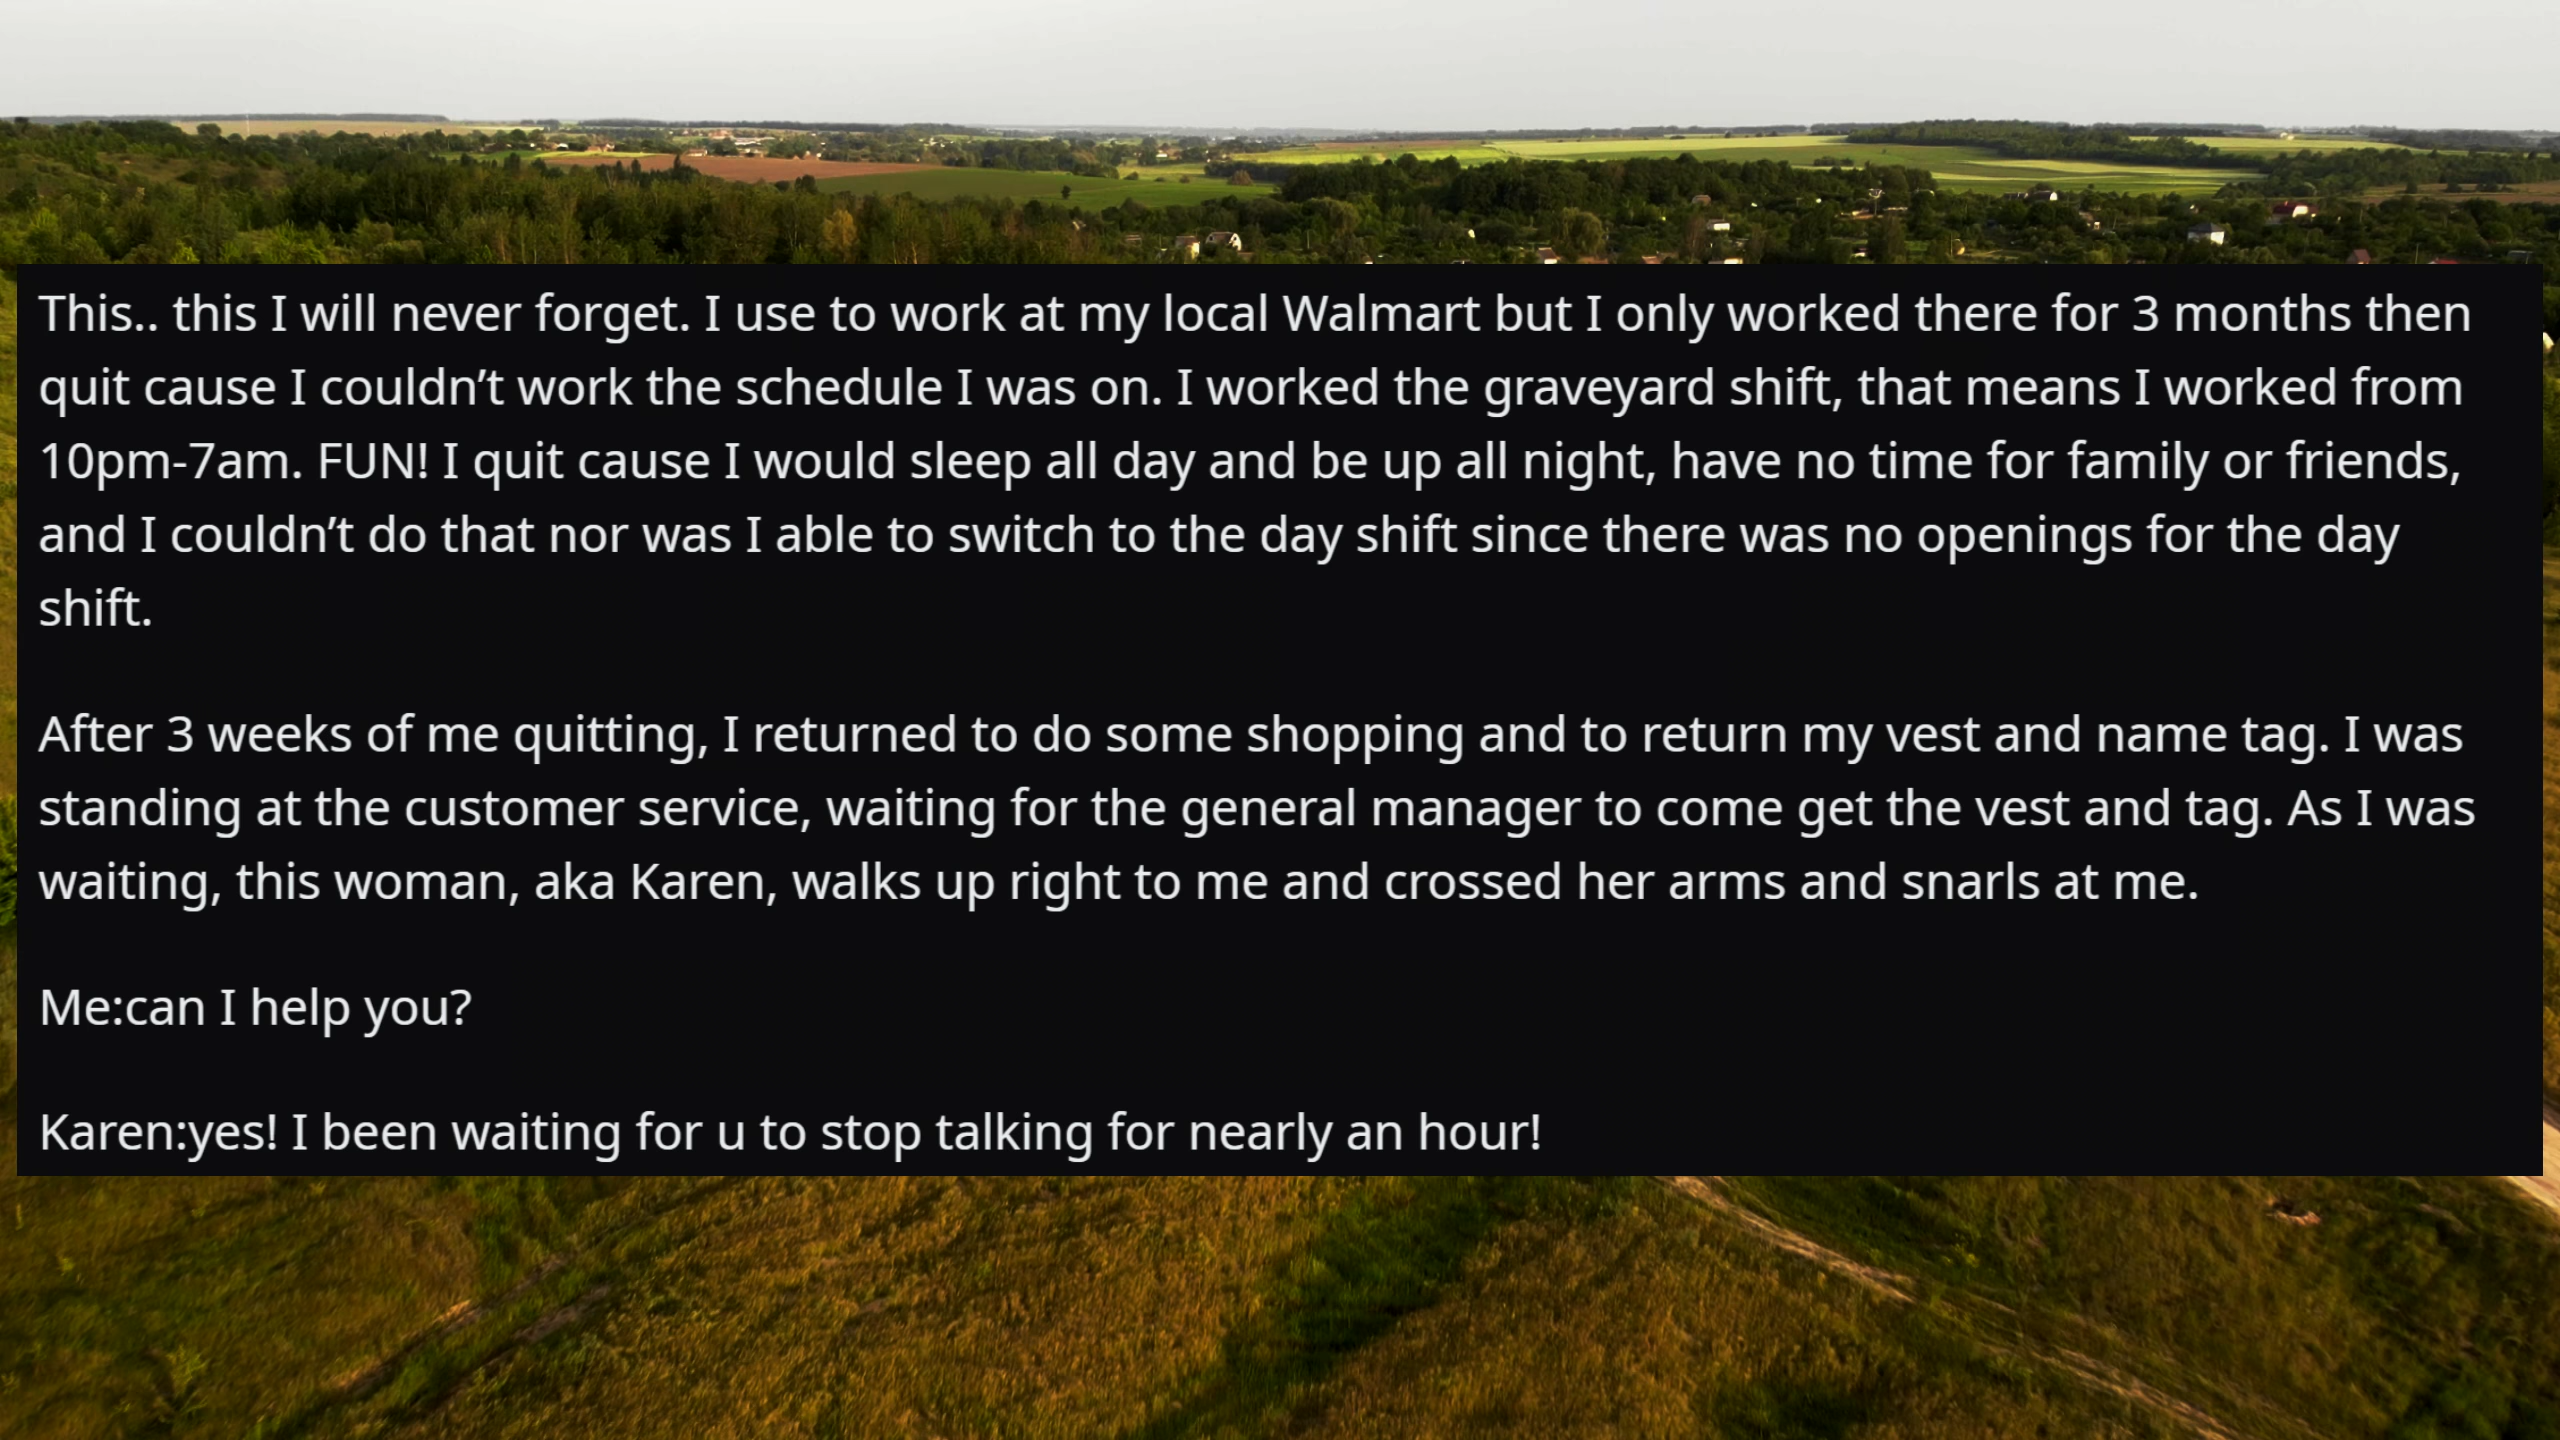 This.. this I will never forget. I use to work at my local Walmart but I only worked there for 3 months then
quit cause I couldn’t work the schedule I was on. I worked the graveyard shift, that means I worked from
10pm-7am. FUN! I quit cause I would sleep all day and be up all night, have no time for family or friends,
and I couldn’t do that nor was I able to switch to the day shift since there was no openings for the day
shift.
After 3 weeks of me quitting, I returned to do some shopping and to return my vest and name tag. I was
standing at the customer service, waiting for the general manager to come get the vest and tag. As I was
waiting, this woman, aka Karen, walks up right to me and crossed her arms and snarls at me.
Me:can I help you?
Karen:yes! I been waiting for u to stop talking for nearly an hour!